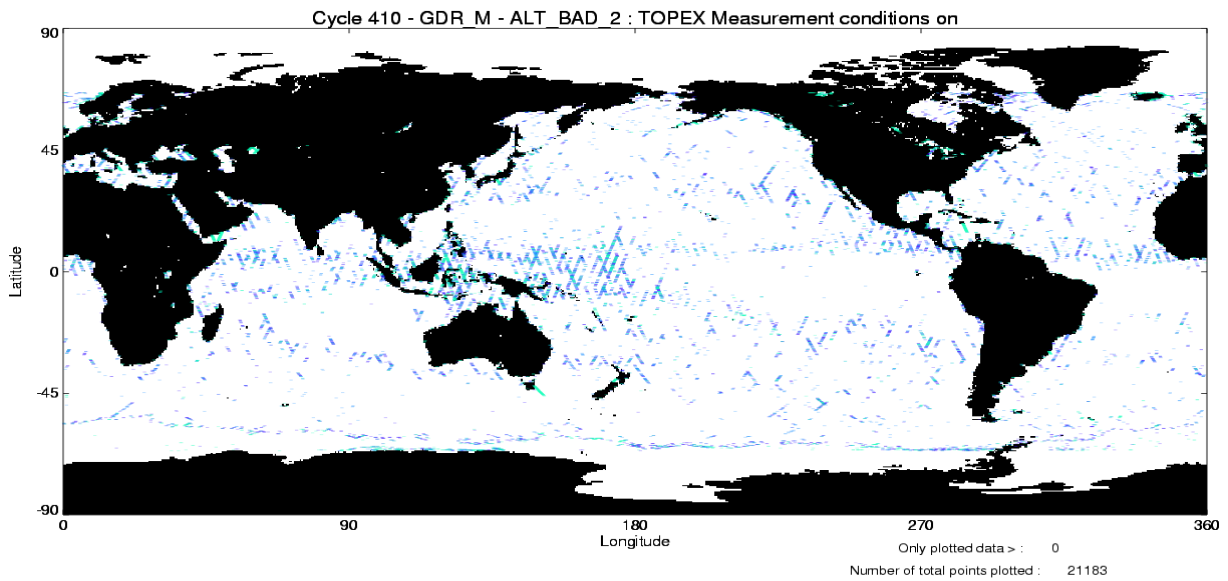 Cycle 410 - GDR_M - ALT_BAD_2 : TOPEX Measurement conditions on
90
45
0
-45
-90
Latitude
0 90 180 270 360
Longitude
Only plotted data > : 0
Number of total points plotted : 21183